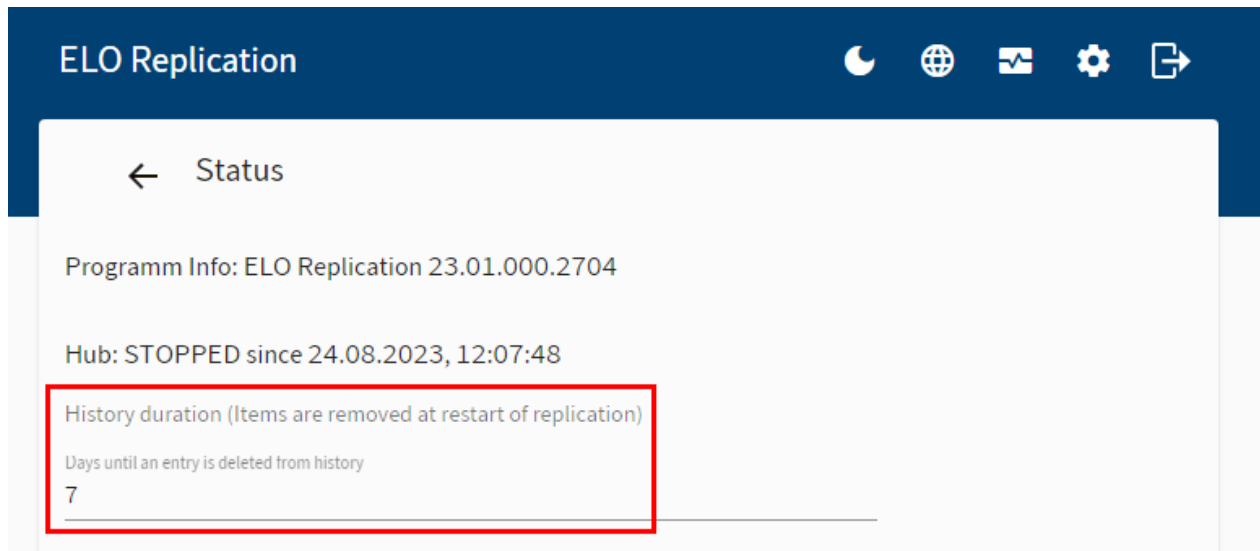 ELO Replication
Status
Programm Info: ELO Replication 23.01.000.2704
Hub: STOPPED since 24.08.2023, 12:07:48
History duration (Items are removed at restart of replication)
Days until an entry is deleted from history
7